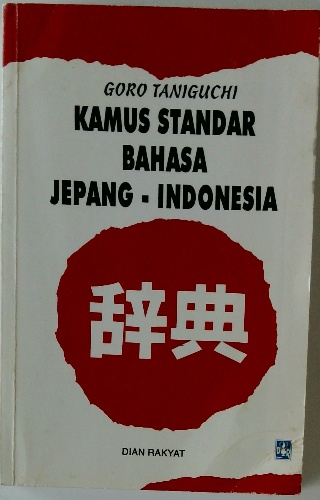 GORO TANIGUCHI
KAMUS STANDAR
BAHASA
JEPANG - INDONESIA
辞典
DIAN RAKYAT